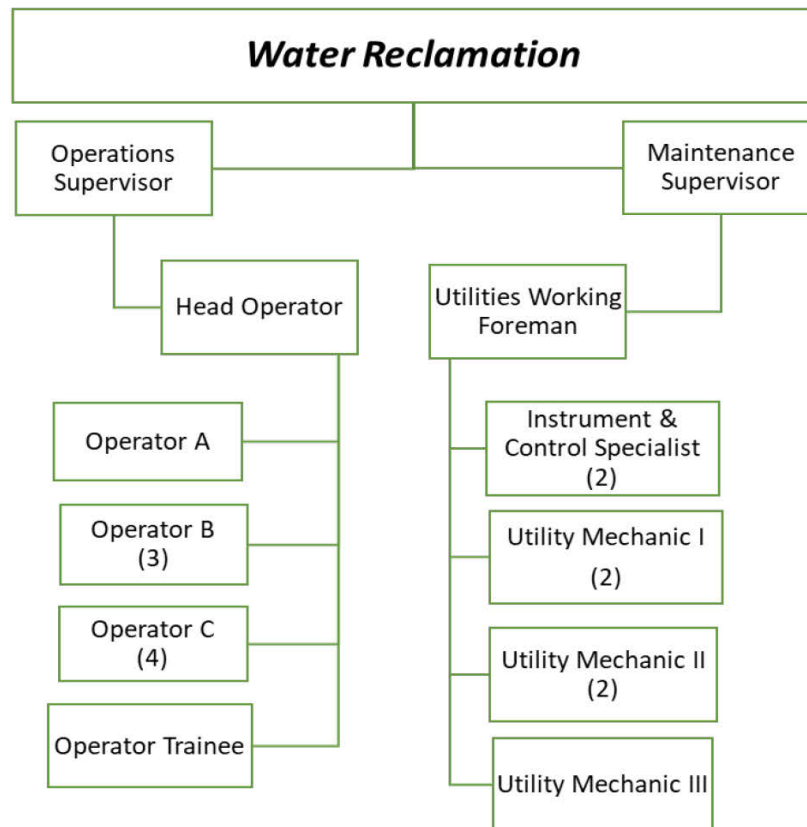 Water Reclamation
Operations
Supervisor
Maintenance
Supervisor
Head Operator
Utilities Working
Foreman
Operator A
Operator B
(3)
Operator C
(4)
Operator Trainee
Instrument &
Control Specialist
(2)
Utility Mechanic I
(2)
Utility Mechanic II
(2)
Utility Mechanic III